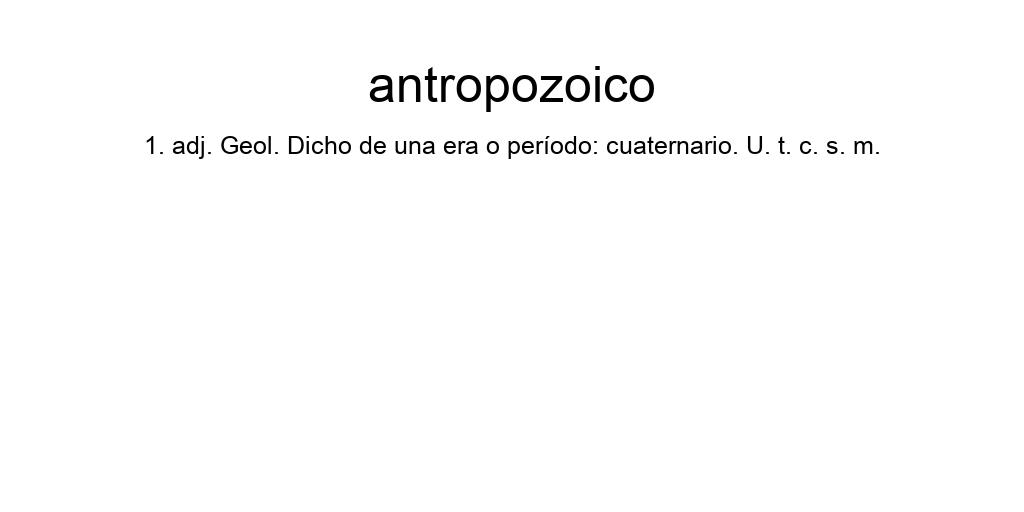 antropozoico
1. adj. Geol. Dicho de una era o período: cuaternario. U. t. c. s. m.